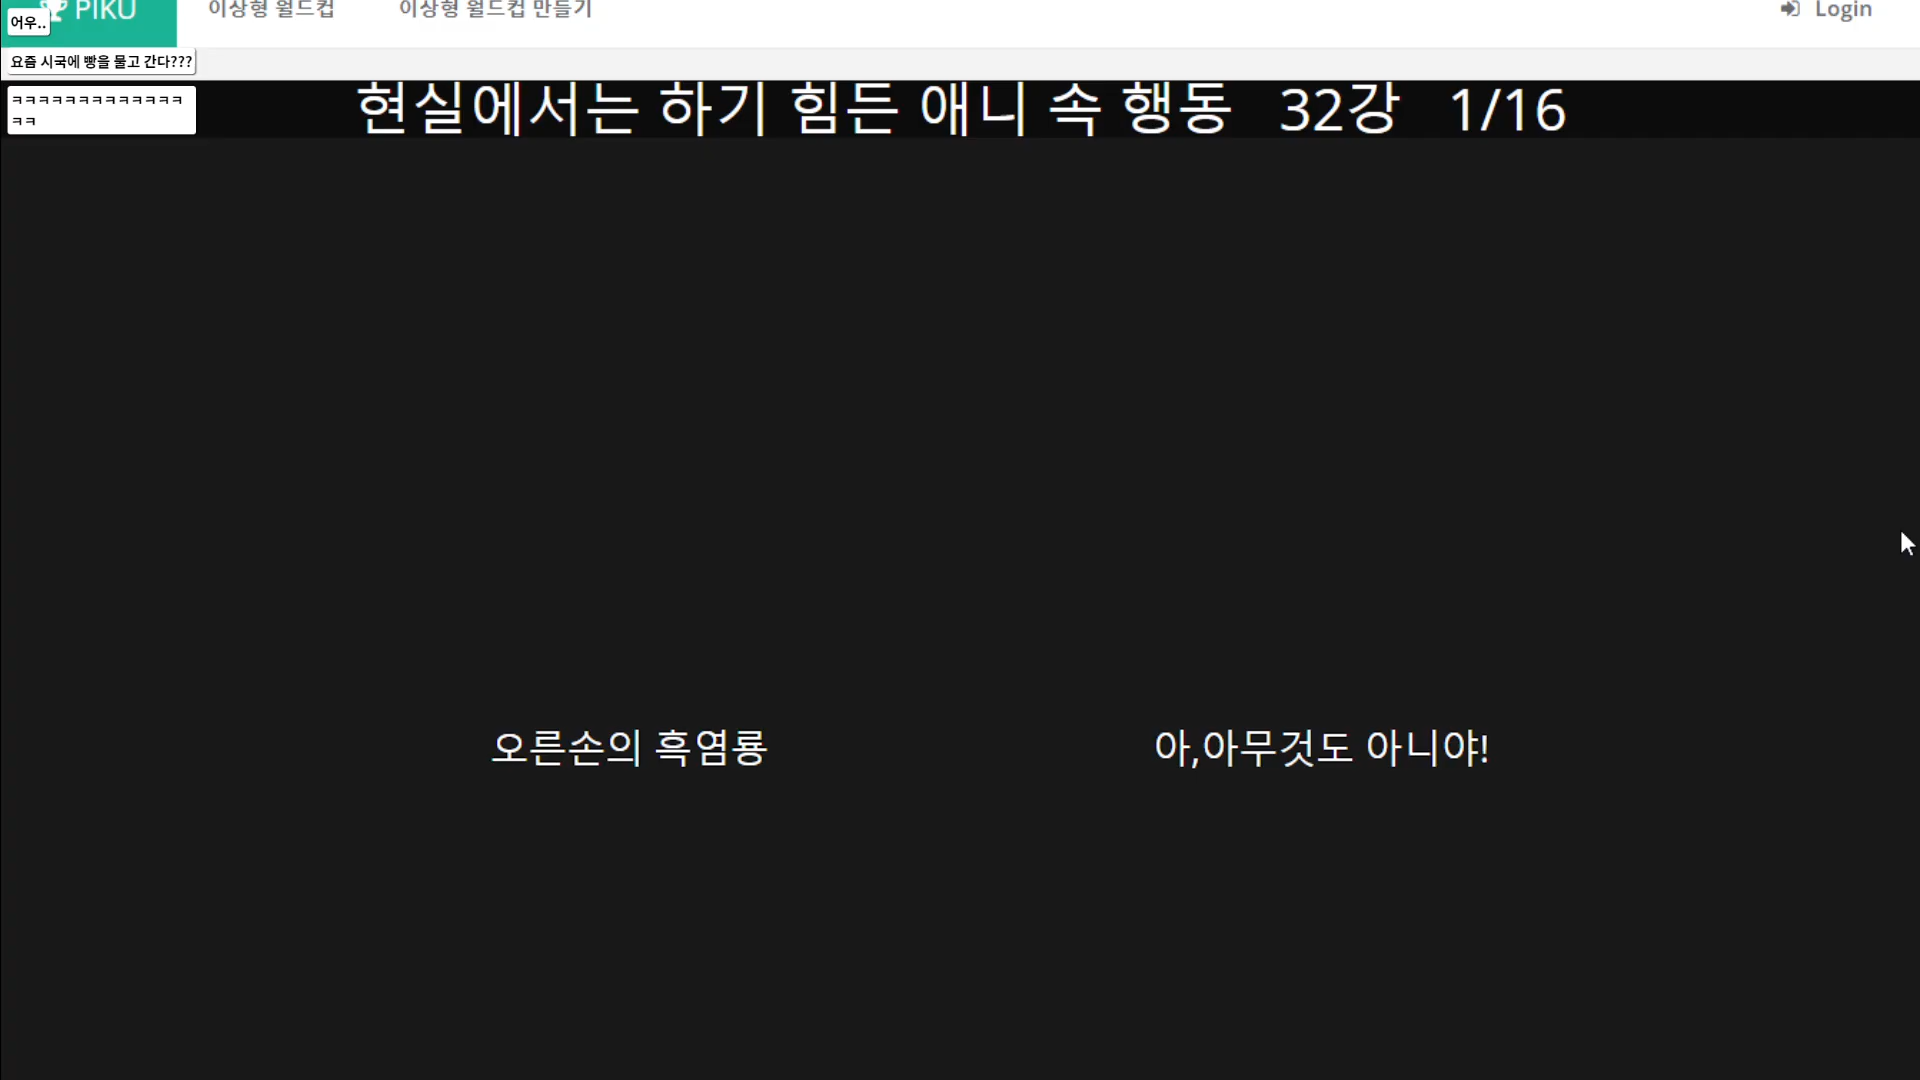 어우..
PIKU
이상형 월드컵
이상형 월드컵 만들기
Login
요즘 시국에 빵을 물고 간다???
ㅋㅋㅋㅋㅋㅋㅋㅋㅋㅋㅋㅋㅋ
ㅋㅋ
현실에서는 하기 힘든 애니 속 행동 32강 1/16
오른손의 흑염룡
아,아무것도 아니야!